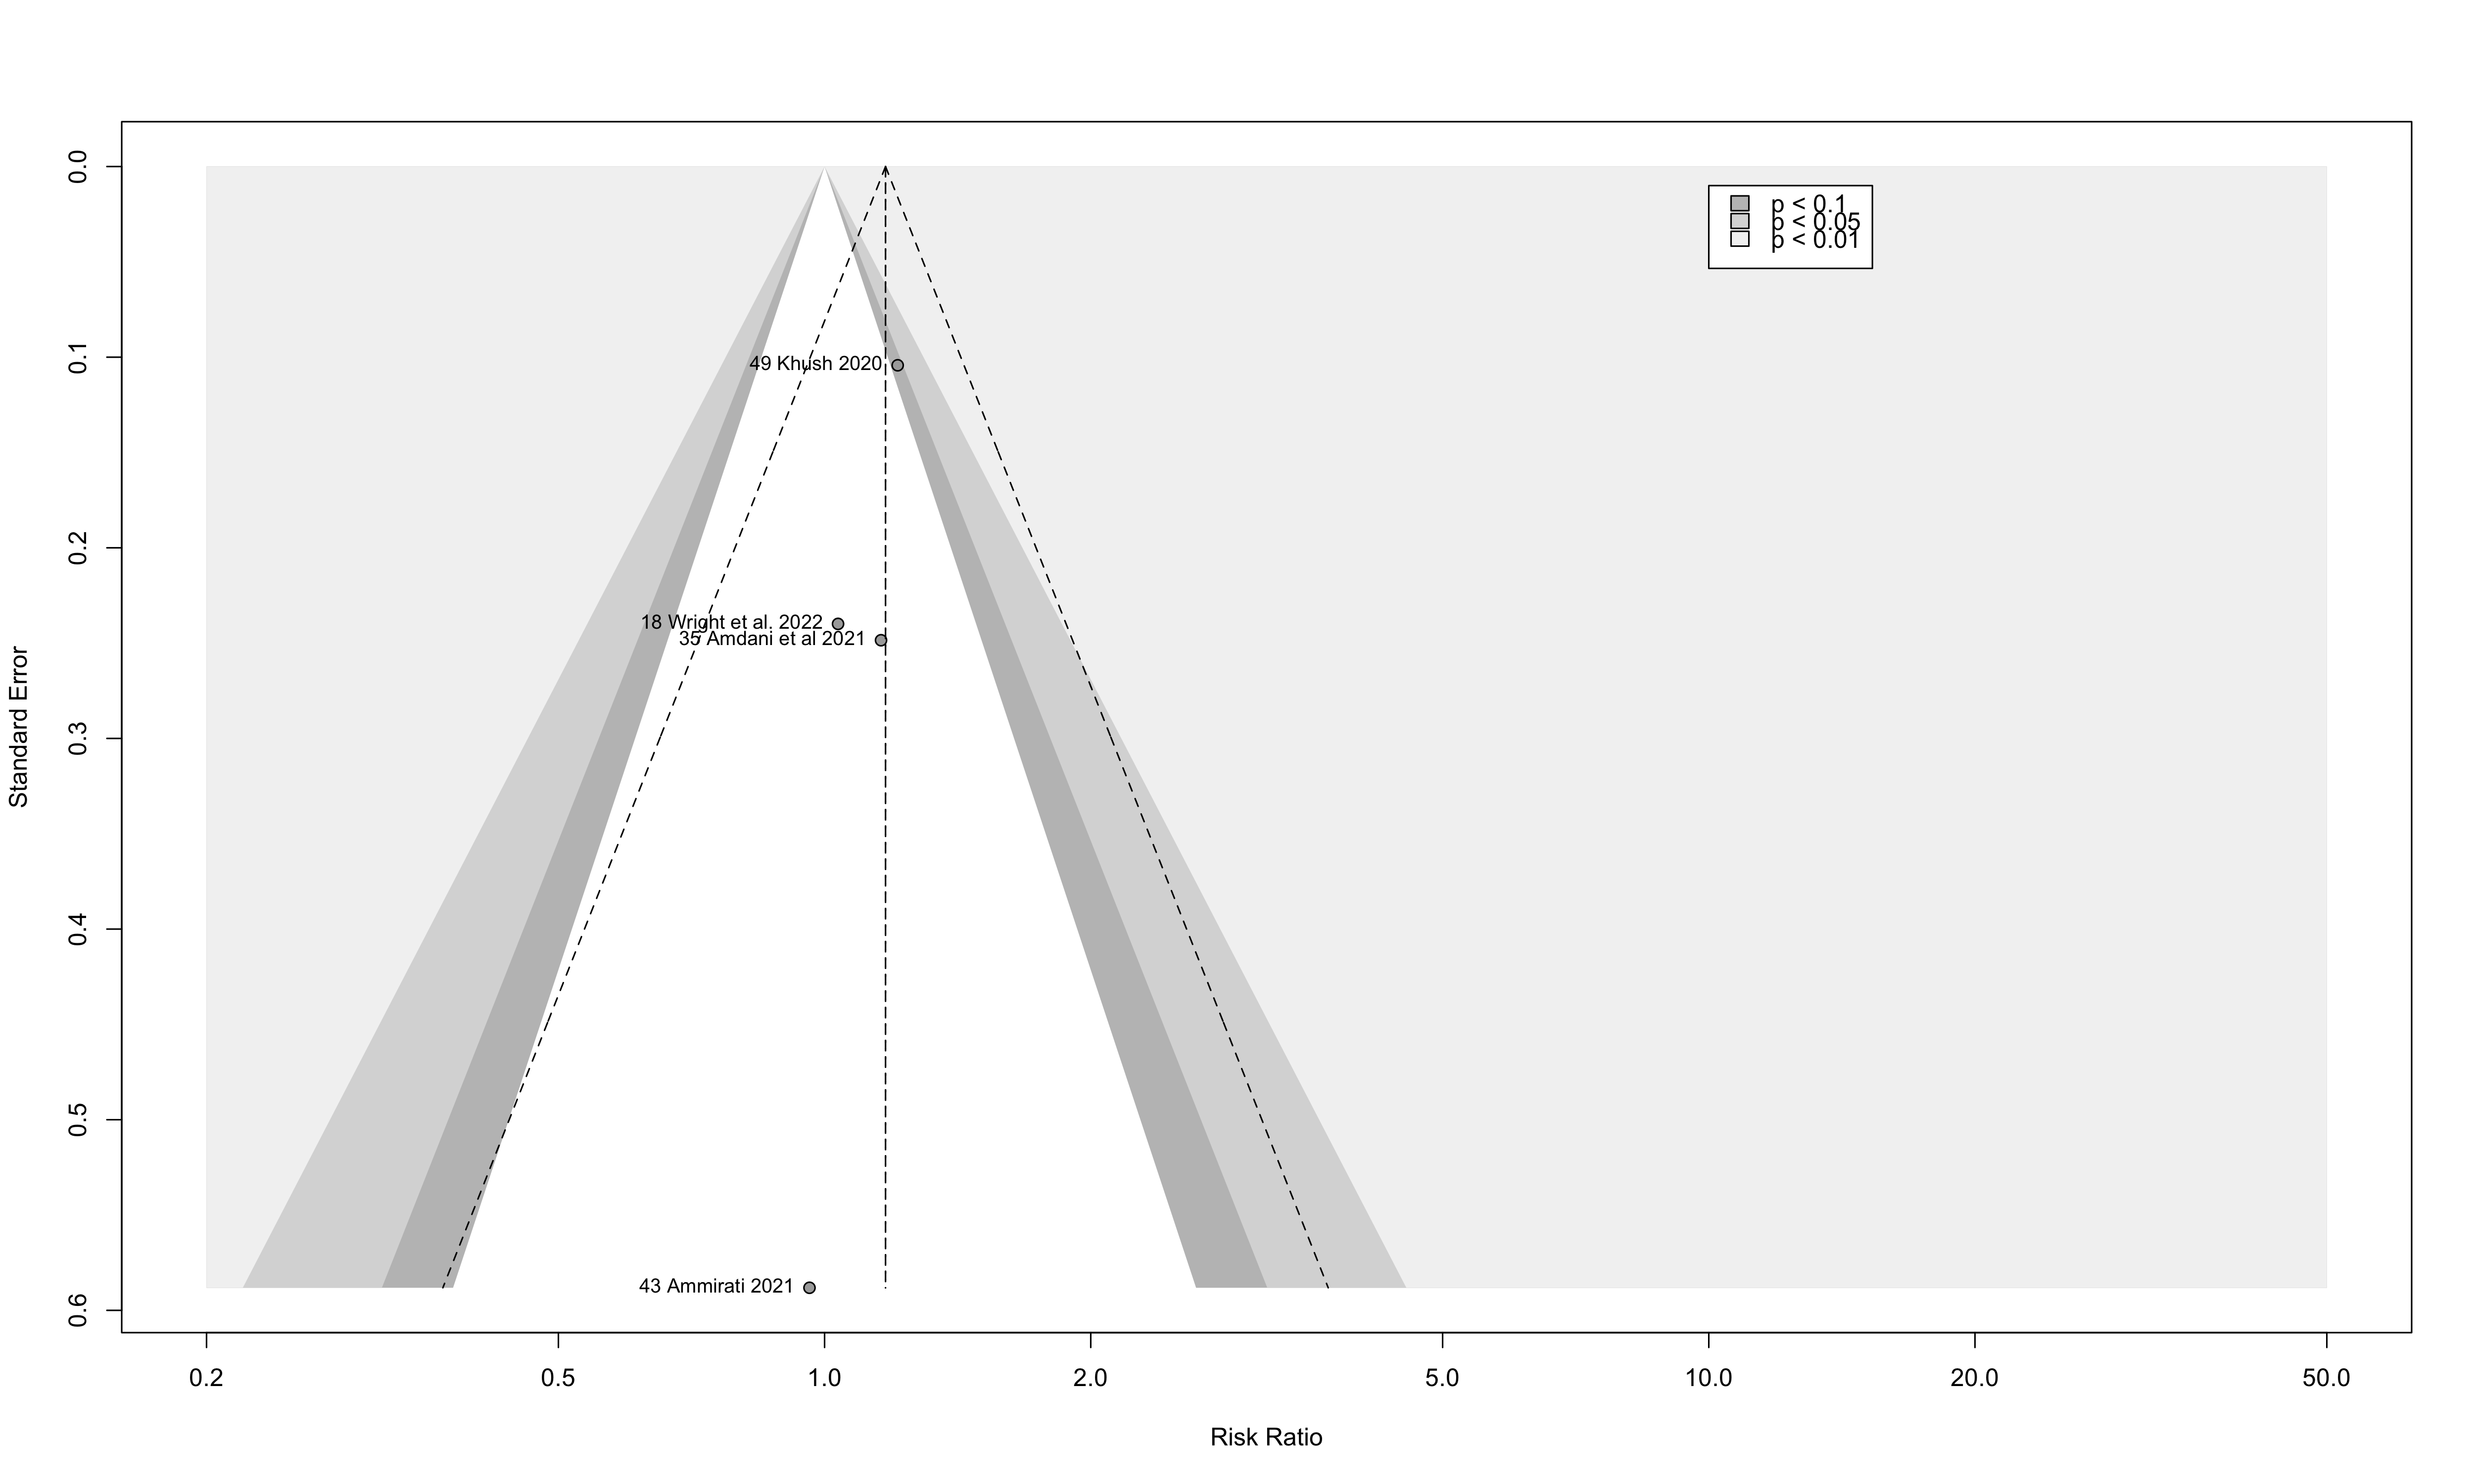 0.0
0.1
0.2
0.3
0.4
0.5
0.6
Standard Error
p < 0.1
p < 0.05
p < 0.01
49 Khush 2020
18 Wright et al. 2022
35 Amdani et al 2021
43 Ammirati 2021
0.2
0.5
1.0
2.0
5.0
10.0
20.0
50.0
Risk Ratio